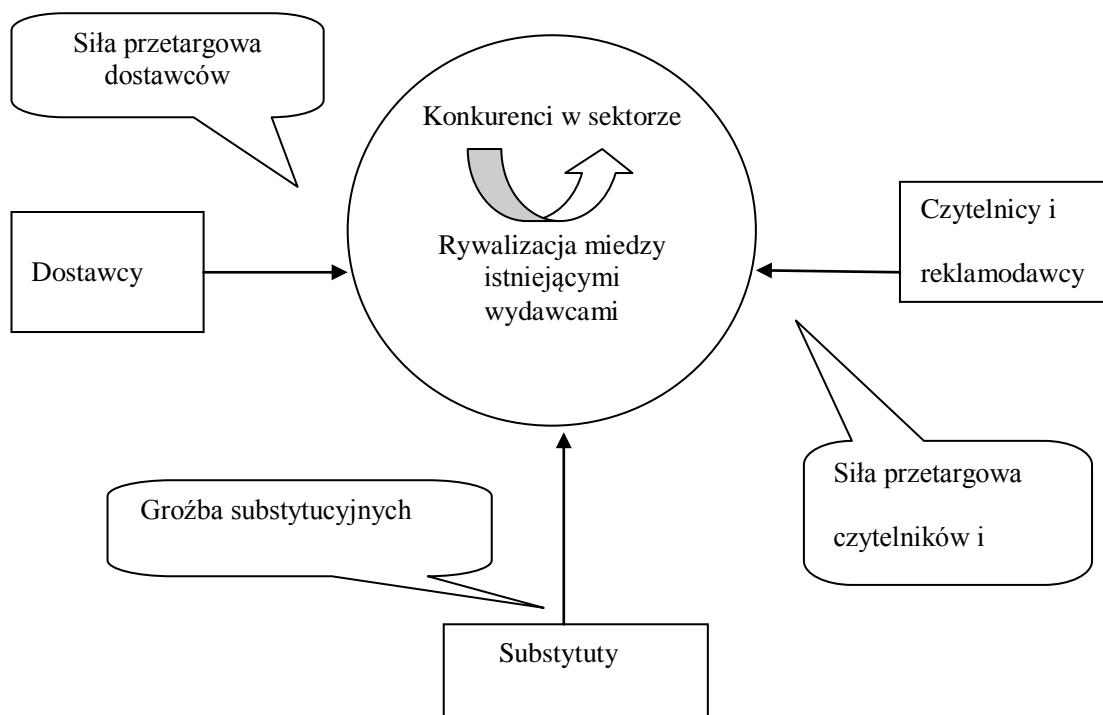 Siła przetargowa
dostawców
Konkurenci w sektorze
Rywalizacja miedzy
istniejącymi
wydawcami
Dostawcy
Czytelnicy i
reklamodawcy
Siła przetargowa
czytelników i
Groźba substytucyjnych
Substytuty